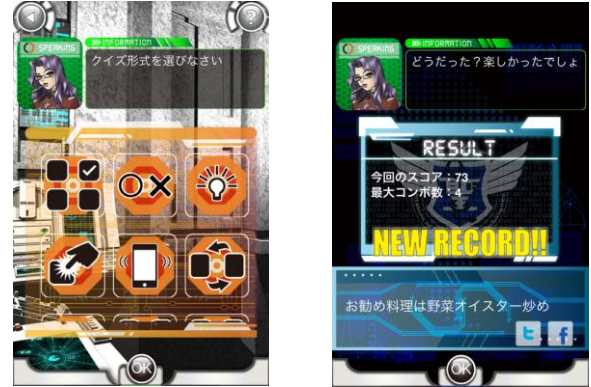 SPEAKING
INFORMATION
クイズ形式を選びなさい
OK
SPEAKING
INFORMATION
どうだった？楽しかったでしょ
RESULT
今回のスコア：73
最大コンボ数：4
NEW RECORD!!
お勧め料理は野菜オイスター炒め
OK